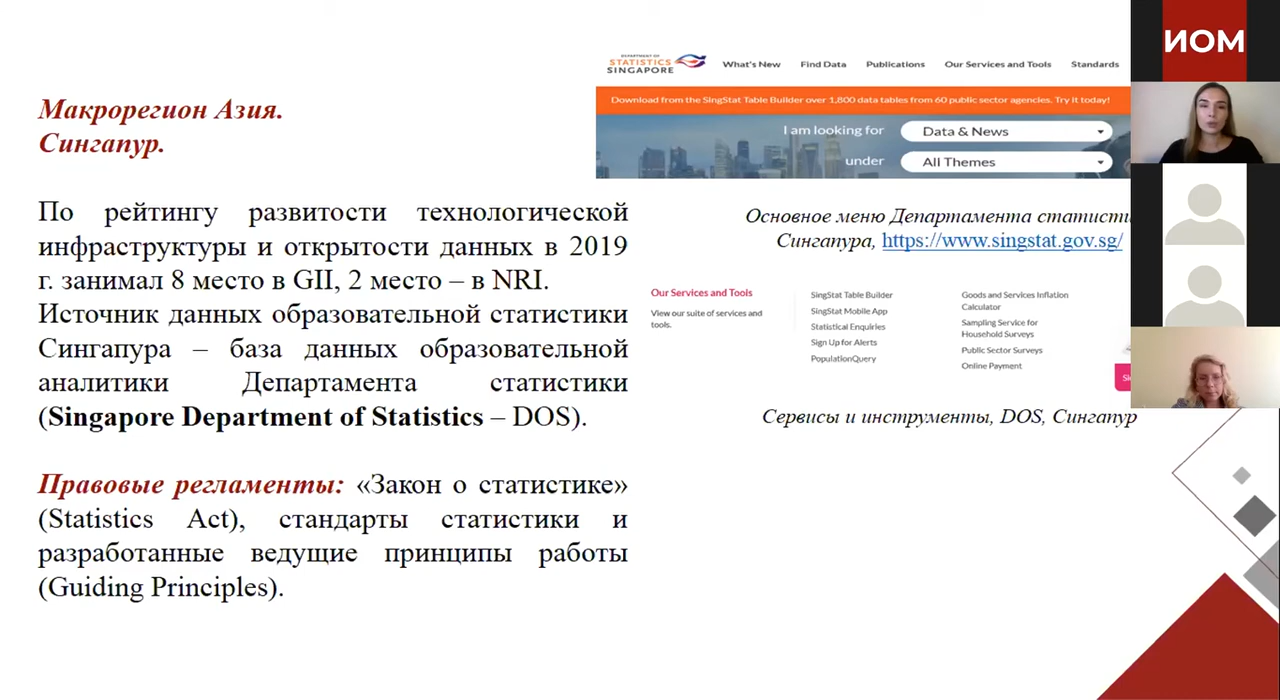 Макрорегион Азия.
Сингапур.
По рейтингу развитости технологической
инфраструктуры и открытости данных в 2019
г. занимал 8 место в GII, 2 место – в NRI.
Источник данных образовательной статистики
Сингапура – база данных образовательной
аналитики Департамента статистики
(Singapore Department of Statistics – DOS).
Правовые регламенты: «Закон о статистике»
(Statistics Act), стандарты статистики и
разработанные ведущие принципы работы
(Guiding Principles).
DEPARTMENT OF
STATISTICS
SINGAPORE
What's New Find Data Publications Our Services and Tools Standards
Download from the SingStat Table Builder over 1,800 data tables from 60 public sector agencies. Try it today!
I am looking for Data & News
under All Themes
Основное меню Департамента
Сингапура, https://www.singstat.gov.sg/
Our Services and Tools
View our suite of services and
tools.
SingStat Table Builder
SingStat Mobile App
Statistical Enquiries
Sign Up for Alerts
PopulationQuery
Goods and Services Inflation
Calculator
Sampling Service for
Household Surveys
Public Sector Surveys
Online Payment
Сервисы и инструменты, DOS, Сингапур
ИОМ